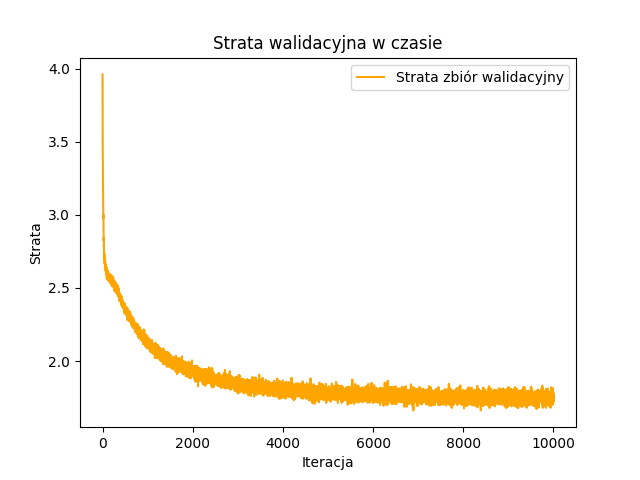 Strata walidacyjna w czasie
Strata zbiór walidacyjny
Strata
4.0
3.5
3.0
2.5
2.0
0
2000
4000
6000
8000
10000
Iteracja